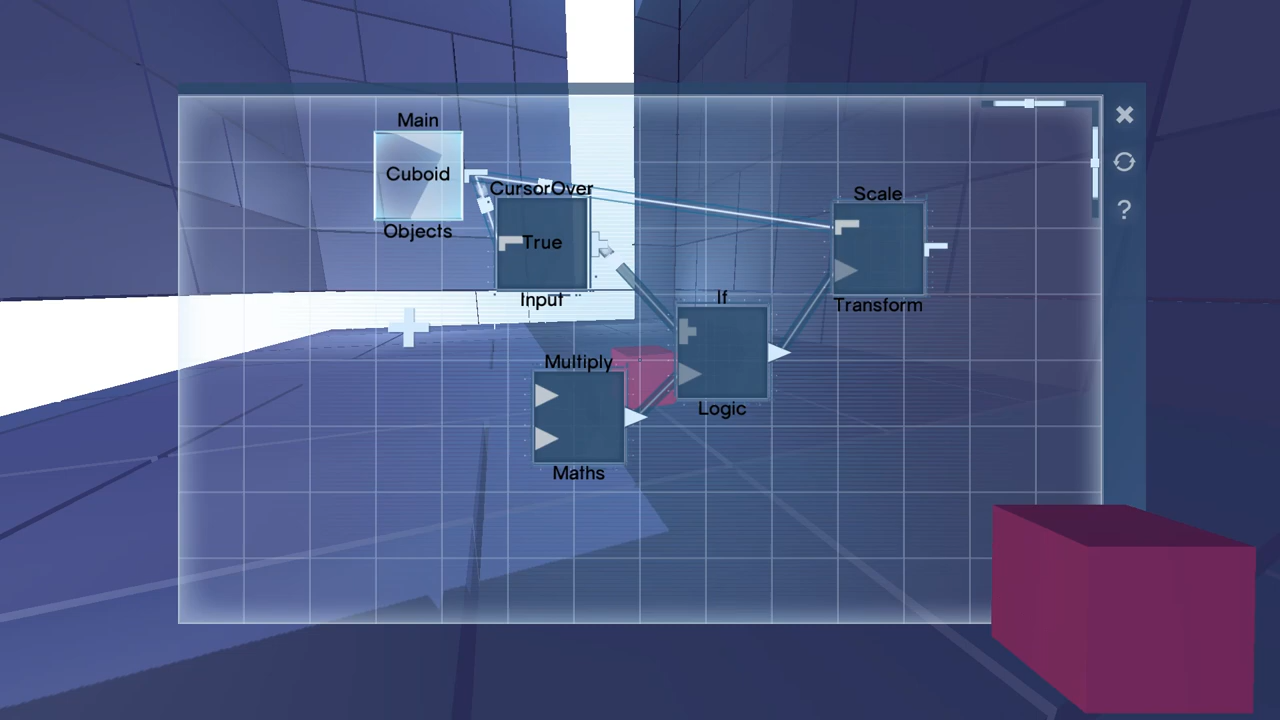 Main
Cuboid
Objects
CursorOver
True
Input
Scale
Transform
If
Logic
Multiply
Maths
?